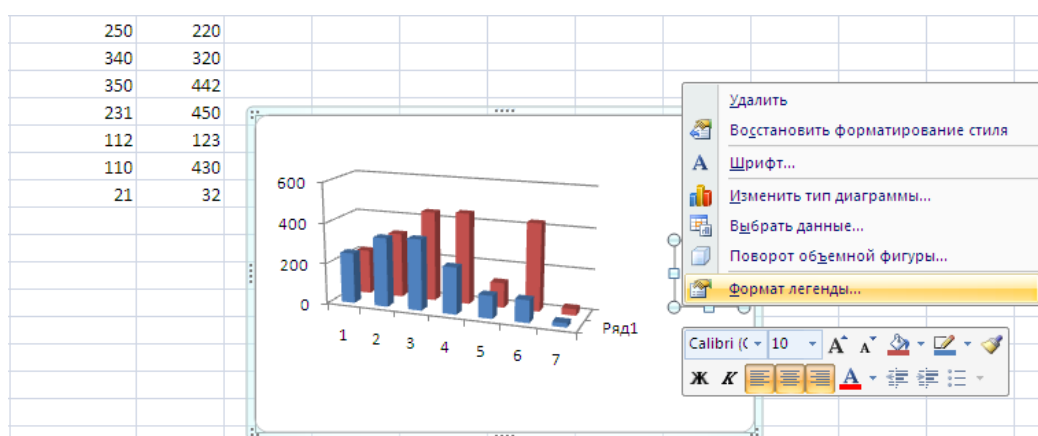 250 220
340 320
350 442
231 450
112 123
110 430
21 32
600
400
200
0
1 2 3 4 5 6 7
Ряд1
Удалить
Восстановить форматирование стиля
Шрифт...
Изменить тип диаграммы...
Выбрать данные...
Поворот объемной фигуры...
Формат легенды...
Calibri (С 10 A A
Ж К А